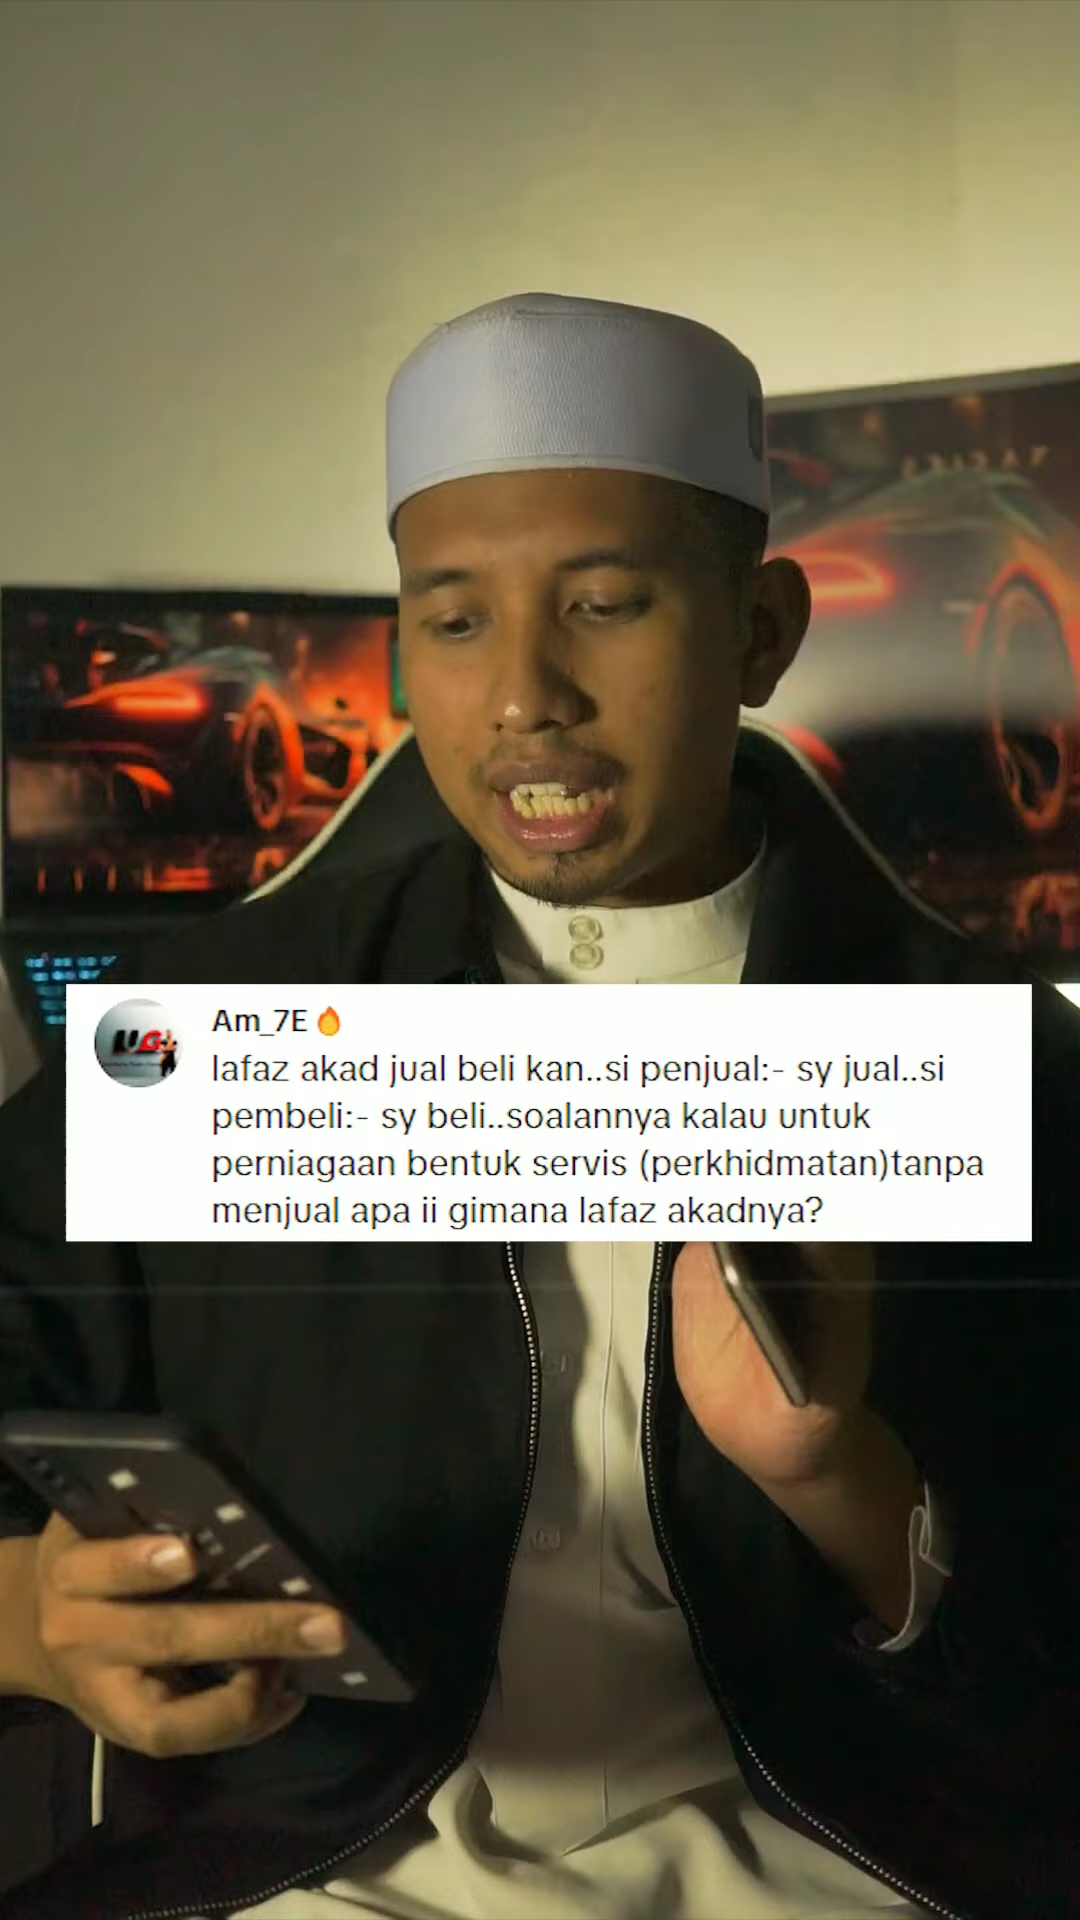 Am_7E🔥
lafaz akad jual beli kan..si penjual:- sy jual..si
pembeli:- sy beli..soalannya kalau untuk
perniagaan bentuk servis (perkhidmatan)tanpa
menjual apa ii gimana lafaz akadnya?